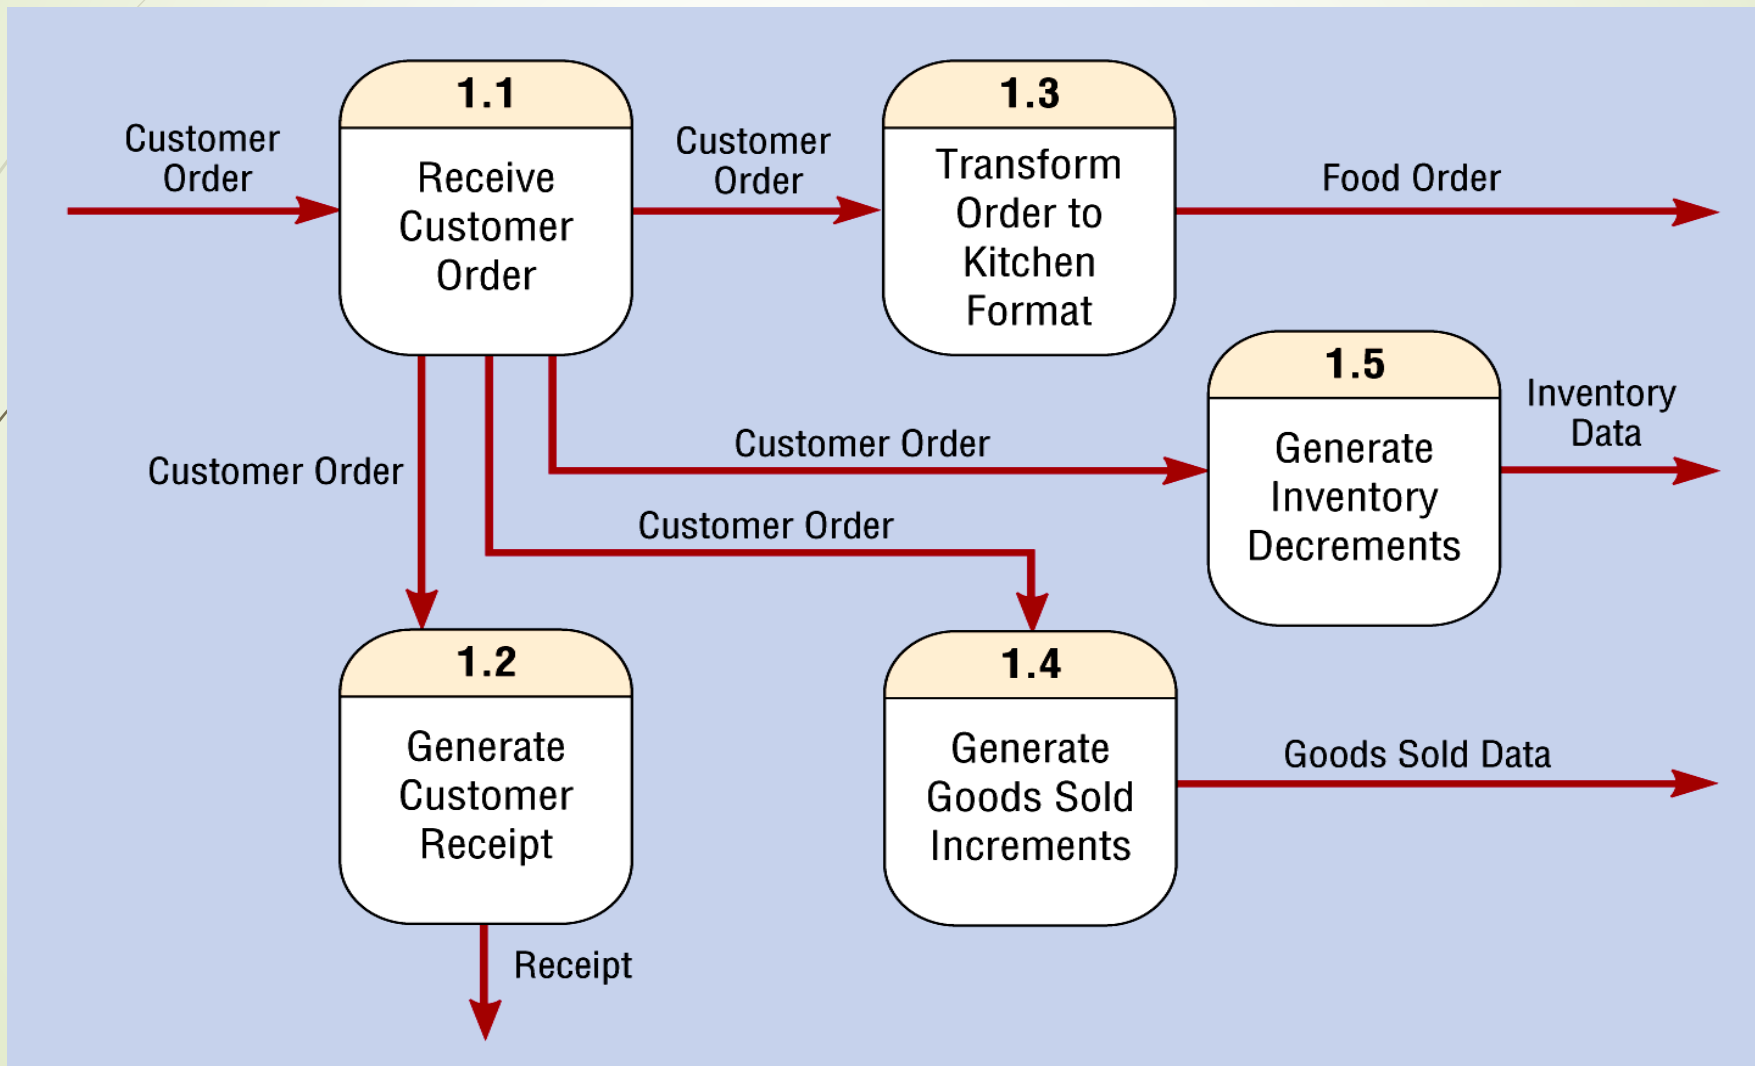 Customer
Order
1.1
Receive
Customer
Order
Customer
Order
1.3
Transform
Order to
Kitchen
Format
Food Order
1.5
Generate
Inventory
Decrements
Inventory
Data
Customer Order
Customer Order
Customer Order
1.2
Generate
Customer
Receipt
1.4
Generate
Goods Sold
Increments
Goods Sold Data
Receipt